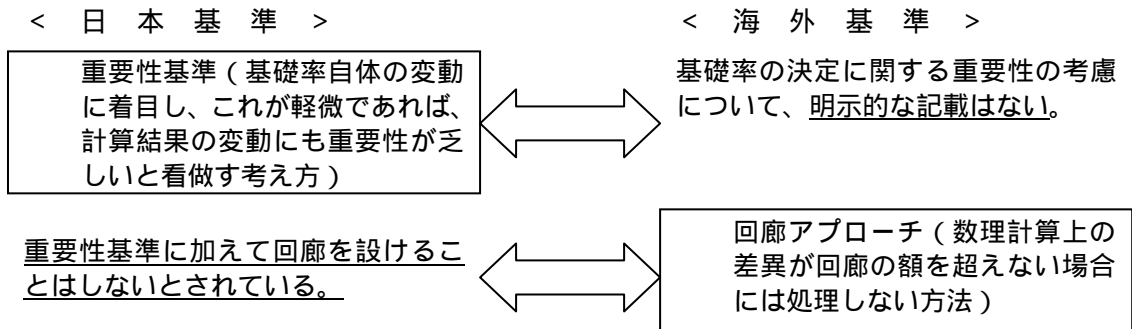 < 日 本 基 準 >
< 海 外 基 準 >
重要性基準（基礎率自体の変動
に着目し、これが軽微であれば、
計算結果の変動にも重要性が乏
しいと看做す考え方）
基礎率の決定に関する重要性の考慮
について、明示的な記載はない。
重要性基準に加えて回廊を設けるこ
とはしないとされている。
回廊アプローチ（数理計算上の
差異が回廊の額を超えない場合
には処理しない方法）